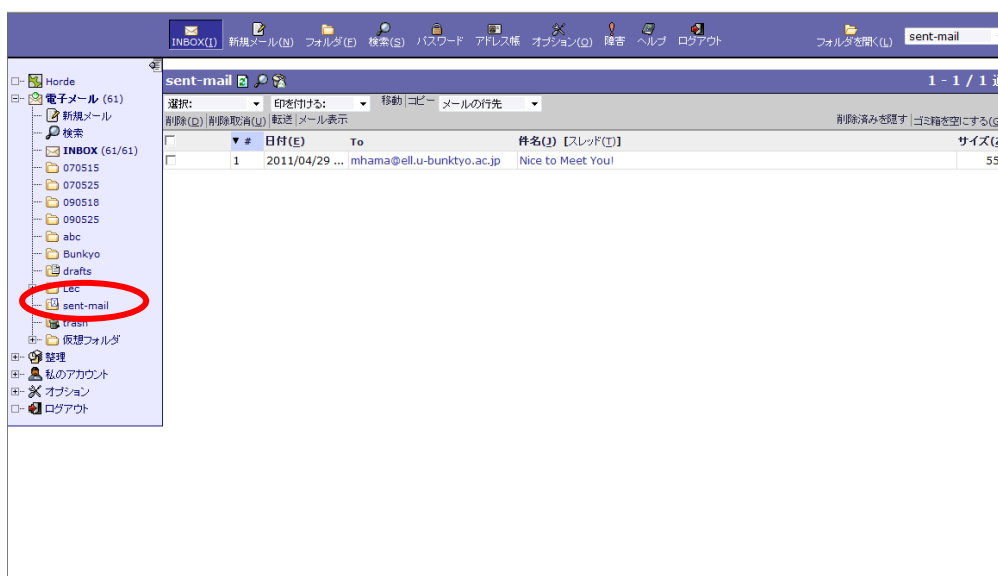 INBOX(I) 新規メール(N) フォルダ(F) 検索(S) パスワード アドレス帳 オプション(O) 障害 ヘルプ ログアウト フォルダを開く(L) sent-mail
Horde
電子メール (61)
新規メール
検索
INBOX (61/61)
070515
070525
090518
090525
abc
Bunkyo
drafts
Lec
sent-mail
trash
仮想フォルダ
整理
私のアカウント
オプション
ログアウト
sent-mail 1 - 1 / 1
選択: 印を付ける: 移動|コピー メールの行先
削除(D)|削除取消(U)|転送|メール表示 削除済みを隠す|ゴミ箱を空にする(
# 日付(E) To 件名(J) [スレッド(T)] サイズ(
1 2011/04/29 ... mhama@ell.u-bunktyo.ac.jp Nice to Meet You! 55